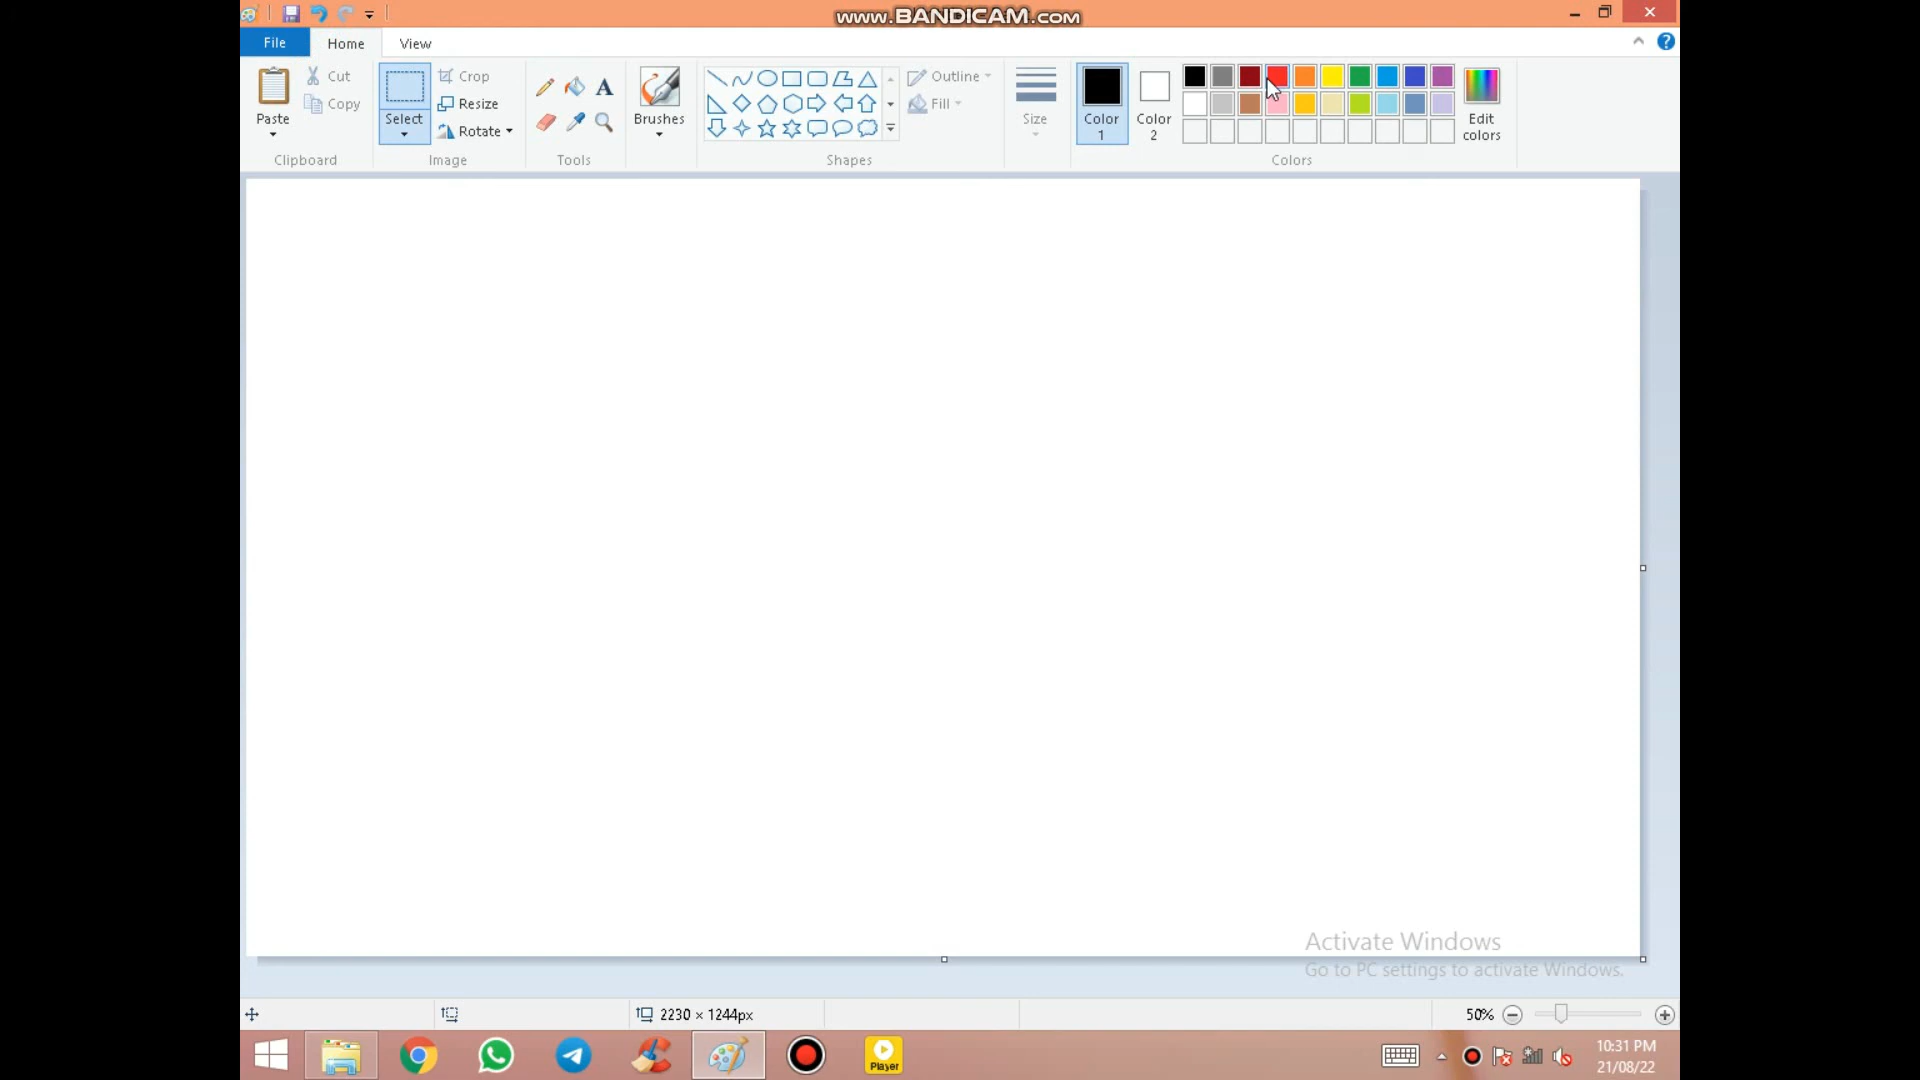 www.BANDICAM.com
File
Home
View
Paste
Cut
Copy
Clipboard
Select
Crop
Resize
Rotate
Image
A
Tools
Brushes
Shapes
Outline
Fill
Size
Color
1
Color
2
Edit
colors
Colors
Activate Windows
Go to PC settings to activate Windows.
2230 × 1244px
50%
Player
10:31 PM
21/08/22